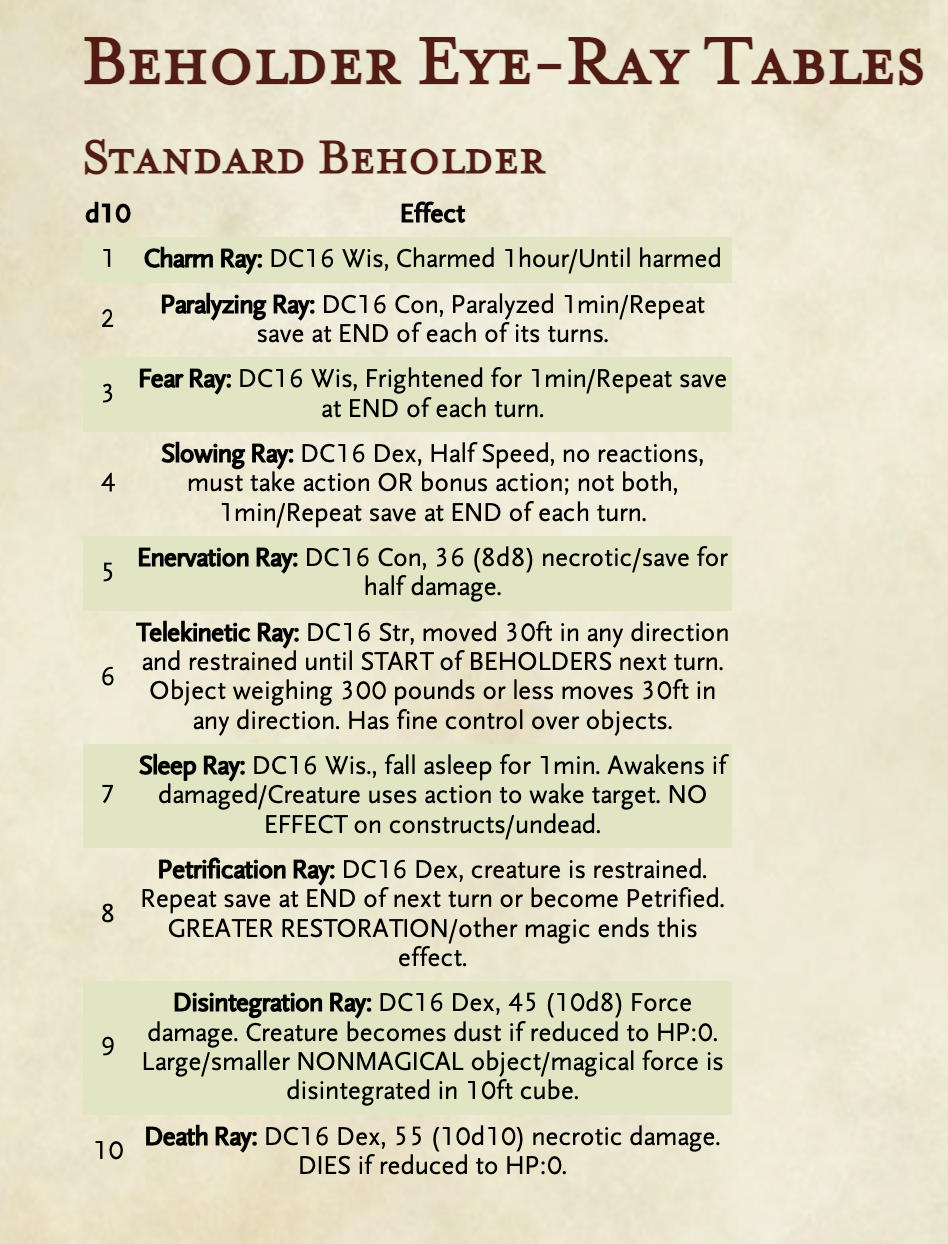 Beholder Eye-Ray Tables
Standard Beholder
d10 Effect
1 Charm Ray: DC16 Wis, Charmed 1hour/Until harmed
2 Paralyzing Ray: DC16 Con, Paralyzed 1min/Repeat
save at END of each of its turns.
3 Fear Ray: DC16 Wis, Frightened for 1min/Repeat save
at END of each turn.
4 Slowing Ray: DC16 Dex, Half Speed, no reactions,
must take action OR bonus action; not both,
1min/Repeat save at END of each turn.
5 Enervation Ray: DC16 Con, 36 (8d8) necrotic/save for
half damage.
6 Telekinetic Ray: DC16 Str, moved 30ft in any direction
and restrained until START of BEHOLDERS next turn.
Object weighing 300 pounds or less moves 30ft in
any direction. Has fine control over objects.
7 Sleep Ray: DC16 Wis., fall asleep for 1min. Awakens if
damaged/Creature uses action to wake target. NO
EFFECT on constructs/undead.
8 Petrification Ray: DC16 Dex, creature is restrained.
Repeat save at END of next turn or become Petrified.
GREATER RESTORATION/other magic ends this
effect.
9 Disintegration Ray: DC16 Dex, 45 (10d8) Force
damage. Creature becomes dust if reduced to HP:0.
Large/smaller NONMAGICAL object/magical force is
disintegrated in 10ft cube.
10 Death Ray: DC16 Dex, 55 (10d10) necrotic damage.
DIES if reduced to HP:0.